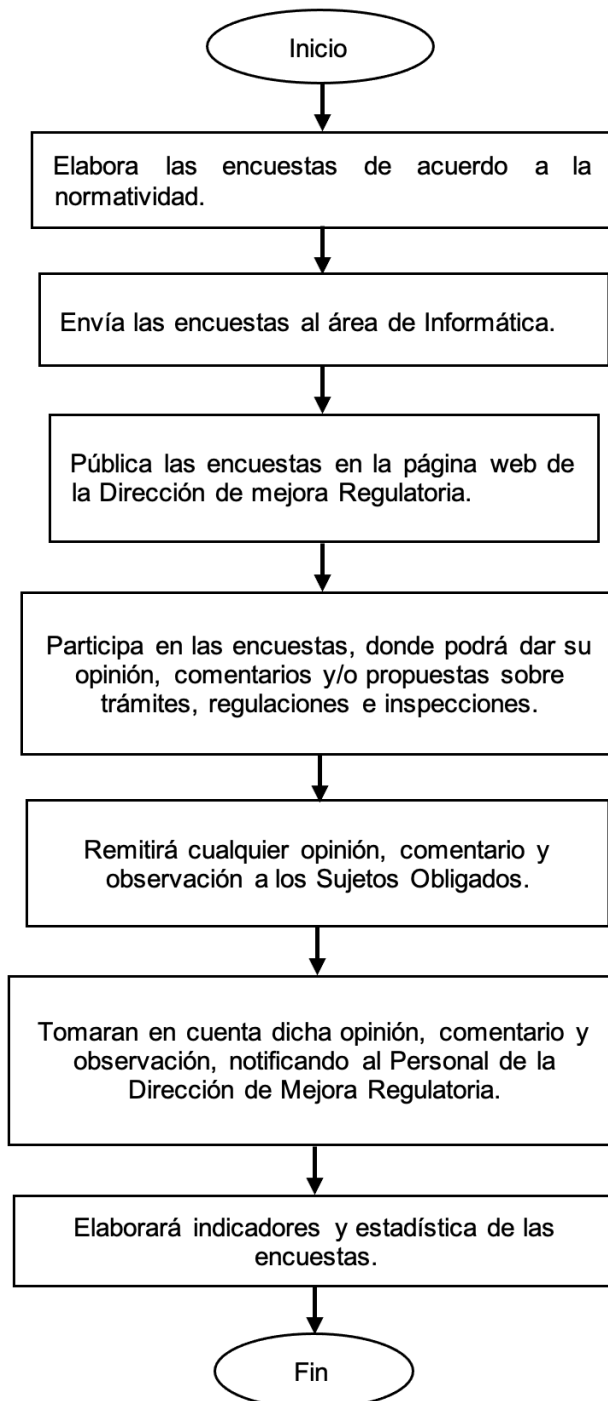 Inicio
Elabora las encuestas de acuerdo a la
normatividad.
Envía las encuestas al área de Informática.
Pública las encuestas en la página web de
la Dirección de mejora Regulatoria.
Participa en las encuestas, donde podrá dar su
opinión, comentarios y/o propuestas sobre
trámites, regulaciones e inspecciones.
Remitirá cualquier opinión, comentario y
observación a los Sujetos Obligados.
Tomaran en cuenta dicha opinión, comentario y
observación, notificando al Personal de la
Dirección de Mejora Regulatoria.
Elaborará indicadores y estadística de las
encuestas.
Fin